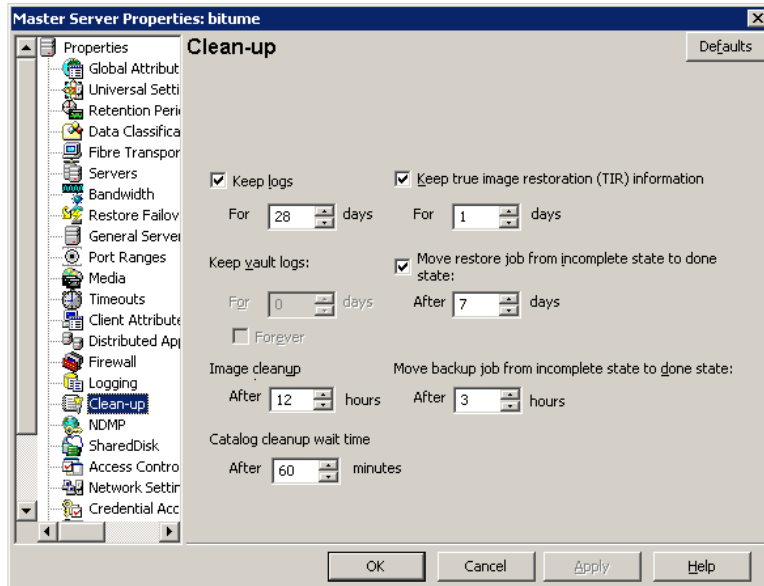 Master Server Properties: bitume
Properties
Global Attribut
Universal Setti
Retention Peri
Data Classifica
Fibre Transpor
Servers
Bandwidth
Restore Failov
General Server
Port Ranges
Media
Timeouts
Client Attribute
Distributed App
Firewall
Logging
Clean-up
NDMP
SharedDisk
Access Contro
Network Settin
Credential Acc
Clean-up
Defaults
Keep logs
For 28 days
Keep true image restoration (TIR) information
For 1 days
Keep vault logs:
For 0 days
Forever
Move restore job from incomplete state to done
state:
After 7 days
Image cleanup
After 12 hours
Move backup job from incomplete state to done state:
After 3 hours
Catalog cleanup wait time
After 60 minutes
OK
Cancel
Apply
Help